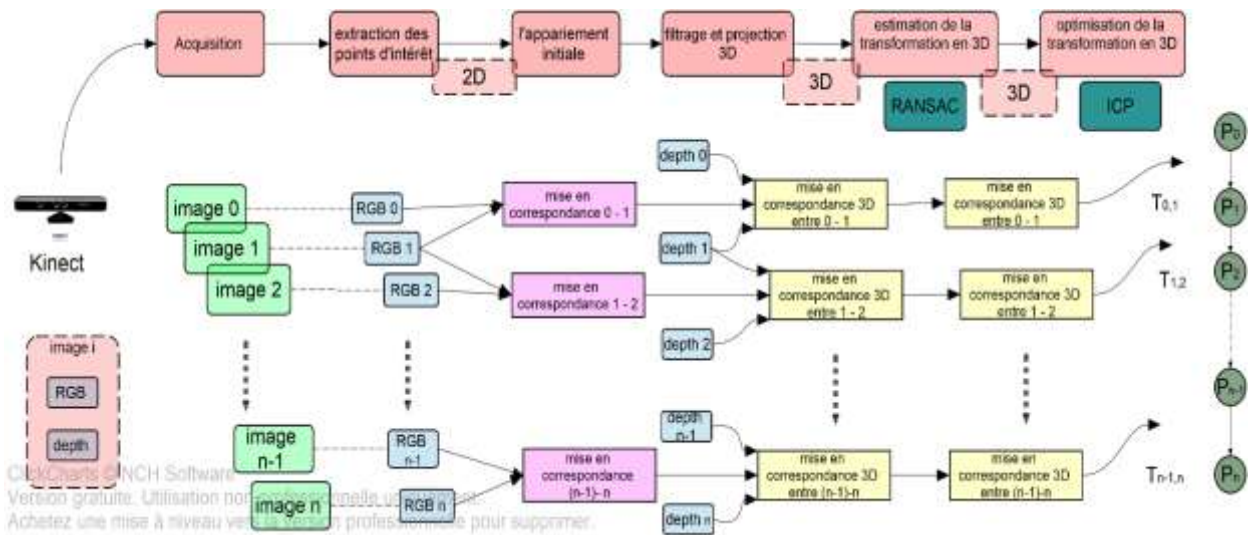 Acquisition
extraction des
points d'intérêt
2D
l'appariement
initiale
filtrage et projection
3D
3D
estimation de la
transformation en 3D
RANSAC
3D
optimisation de la
transformation en 3D
ICP
Kinect
image 0
image 1
image 2
RGB 0
RGB 1
RGB 2
mise en
correspondance 0 - 1
mise en
correspondance 1 - 2
depth 0
depth 1
depth 2
mise en
correspondance 3D
entre 0 - 1
mise en
correspondance 3D
entre 0 - 1
mise en
correspondance 3D
entre 1 - 2
mise en
correspondance 3D
entre 1 - 2
T0,1
T1,2
P0
P1
P2
Pn-1
Pn
image i
RGB
depth
image
n-1
image n
RGB
n-1
RGB n
mise en
correspondance
(n-1)- n
depth
n-1
depth n
mise en
correspondance 3D
entre (n-1)-n
mise en
correspondance 3D
entre (n-1)-n
Tn-1,n
ClickCharts © NCH Software
Version gratuite. Utilisation non professionnelle uniquement.
Achetez une mise à niveau vers la version professionnelle pour supprimer.